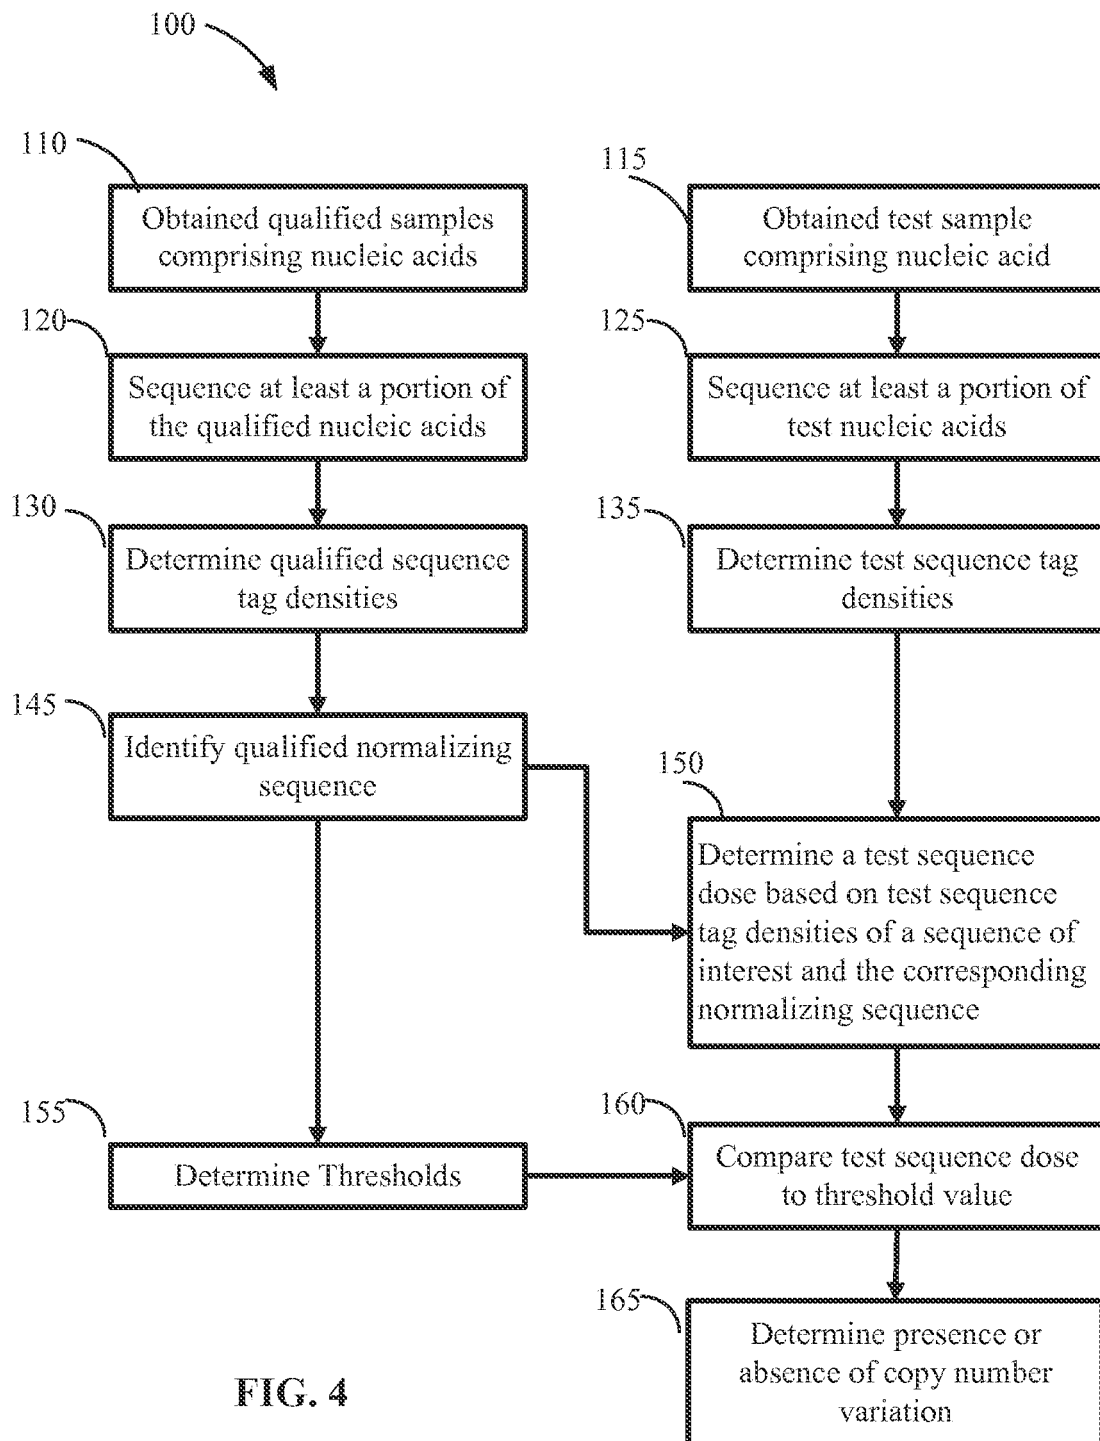 100
110
Obtained qualified samples
comprising nucleic acids
115
Obtained test sample
comprising nucleic acid
120
Sequence at least a portion of
the qualified nucleic acids
125
Sequence at least a portion of
test nucleic acids
130
Determine qualified sequence
tag densities
135
Determine test sequence tag
densities
145
Identify qualified normalizing
sequence
150
Determine a test sequence
dose based on test sequence
tag densities of a sequence of
interest and the corresponding
normalizing sequence
155
Determine Thresholds
160
Compare test sequence dose
to threshold value
165
Determine presence or
absence of copy number
variation
FIG. 4